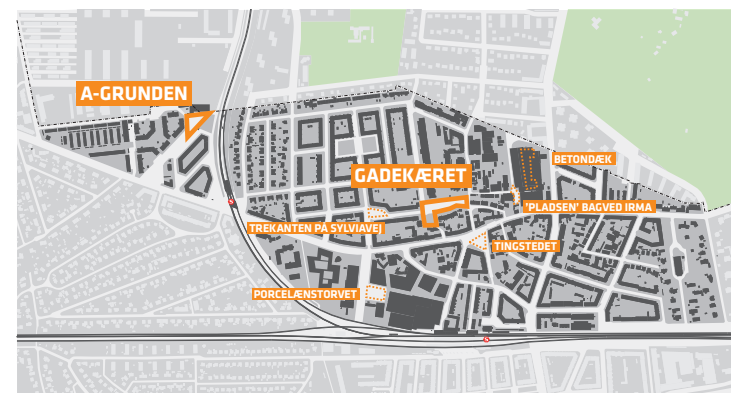 A-GRUNDEN
BETONDÆK
GADEKÆRET
'PLADSEN' BAGVED IRMA
TREKANTEN PÅ SYLVIAVEJ
TINGSTEDET
PORCELÆNSTORVET